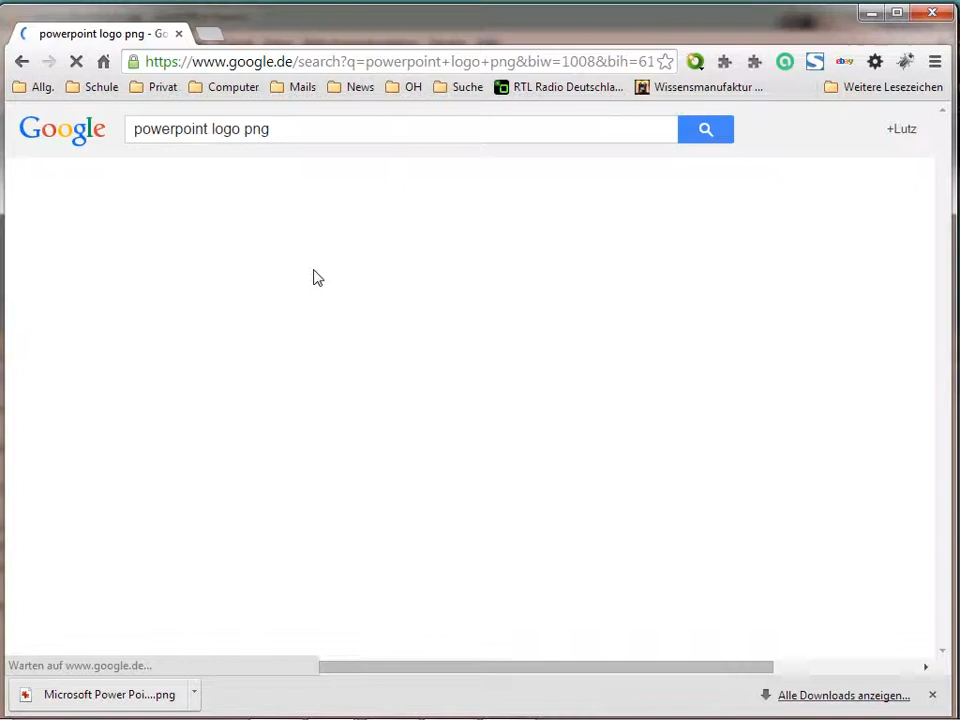 powerpoint logo png - Go
https://www.google.de/search?q=powerpoint+logo+png&biw=1008&bih=61
ebay
Allg. Schule Privat Computer Mails News OH Suche RTL Radio Deutschla... Wissensmanufaktur ... Weitere Lesezeichen
Google powerpoint logo png +Lutz
Warten auf www.google.de...
Microsoft Power Poi....png Alle Downloads anzeigen...